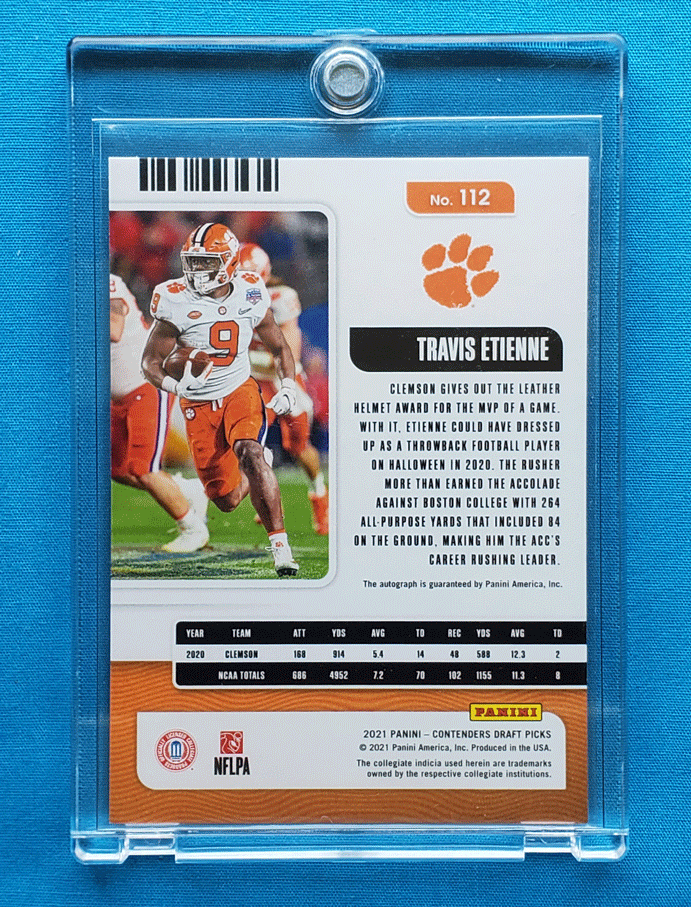 No. 112
9
TRAVIS ETIENNE
CLEMSON GIVES OUT THE LEATHER
HELMET AWARD FOR THE MVP OF A GAME.
WITH IT, ETIENNE COULD HAVE DRESSED
UP AS A THROWBACK FOOTBALL PLAYER
ON HALLOWEEN IN 2020. THE RUSHER
MORE THAN EARNED THE ACCOLADE
AGAINST BOSTON COLLEGE WITH 264
ALL-PURPOSE YARDS THAT INCLUDED 84
ON THE GROUND, MAKING HIM THE ACC'S
CAREER RUSHING LEADER.
The autograph is guaranteed by Panini America, Inc.
YEAR TEAM ATT YDS AVG TD REC YDS AVG TD
2020 CLEMSON 168 914 5.4 14 48 588 12.3 2
NCAA TOTALS 686 4952 7.2 70 102 1155 11.3 8
PANINI
2021 PANINI – CONTENDERS DRAFT PICKS
© 2021 Panini America, Inc. Produced in the USA.
The collegiate indicia used herein are trademarks
owned by the respective collegiate institutions.
OFFICIALLY LICENSED COLLEGIATE PRODUCTS
NFLPA